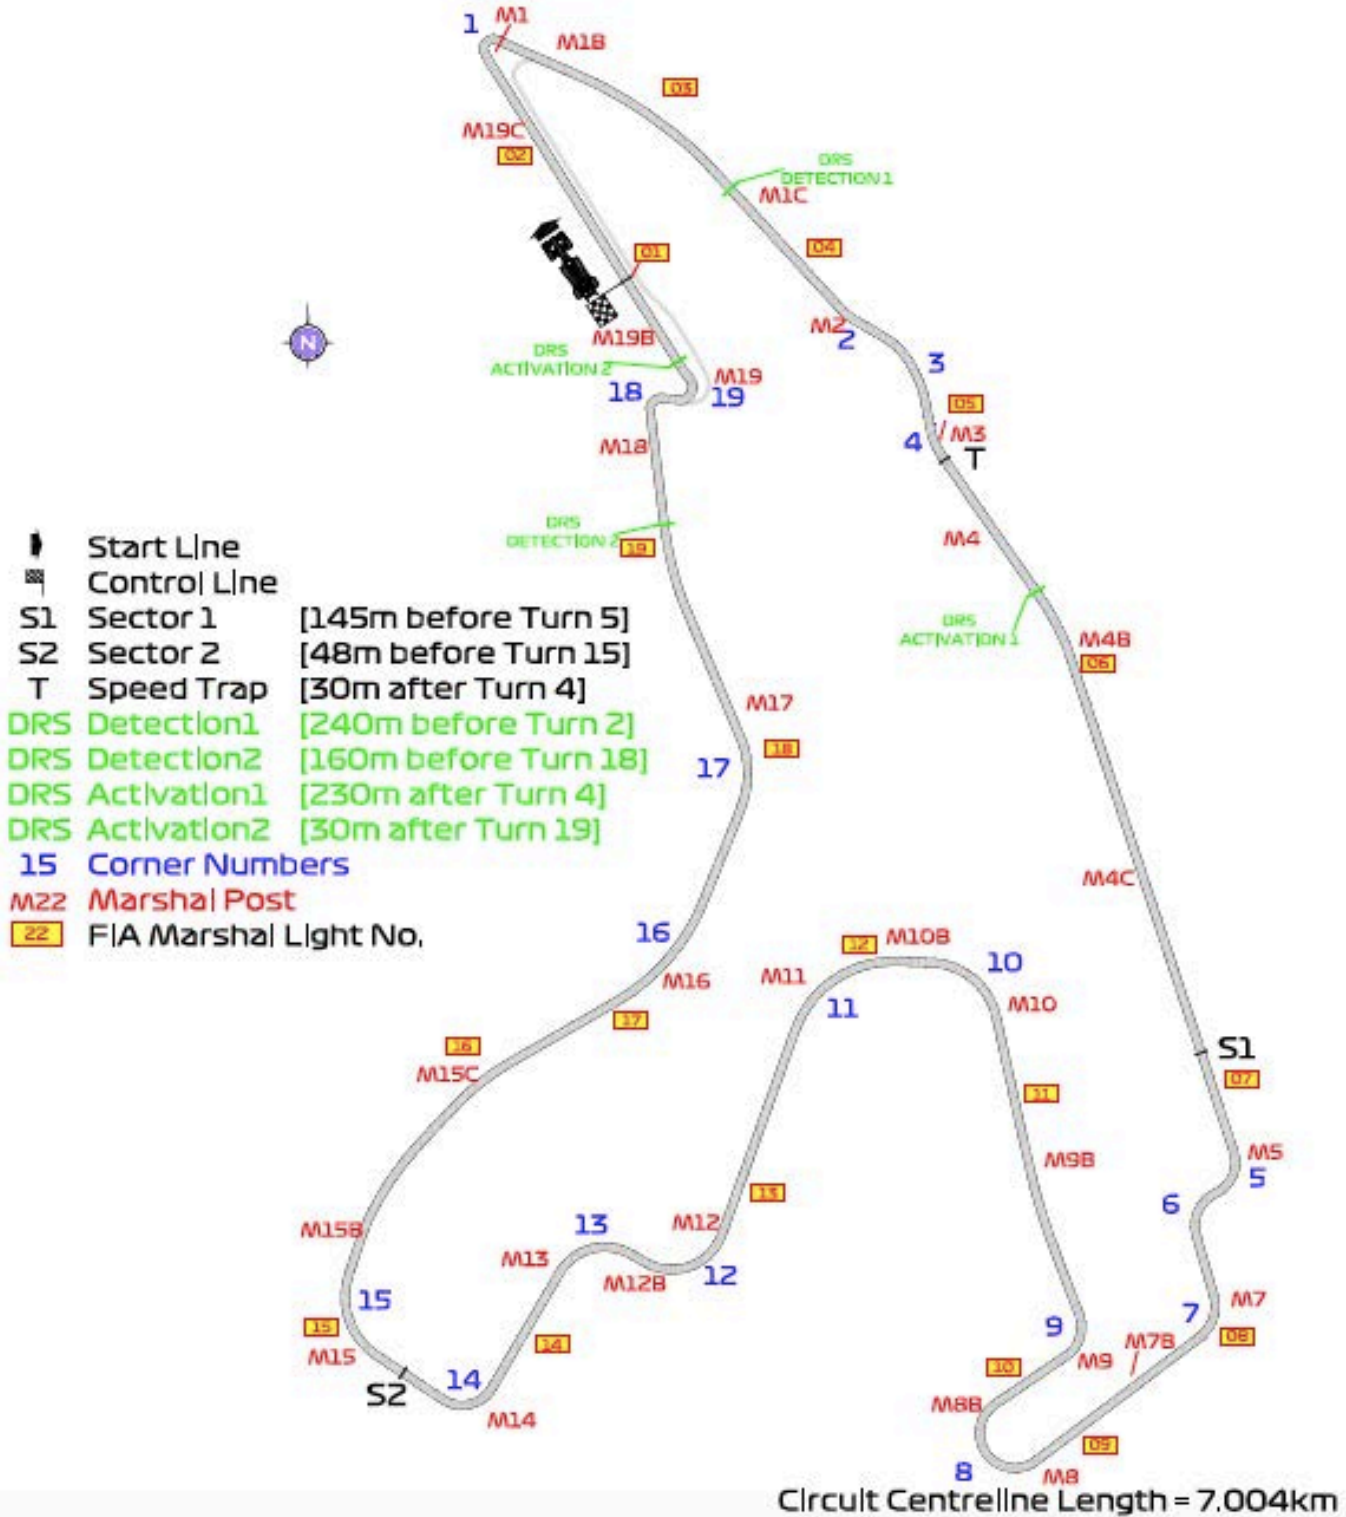 1
M1
M1B
03
M19C
02
DRS
DETECTION 1
M1C
04
01
M2
2
M19B
DRS
ACTIVATION 2
N
3
18
M19
19
05
4
M3
T
M18
DRS
DETECTION 2
19
M4
DRS
ACTIVATION 1
M4B
06
Start Line
Control Line
S1 Sector 1 [145m before Turn 5]
S2 Sector 2 [48m before Turn 15]
T Speed Trap [30m after Turn 4]
DRS Detection1 [240m before Turn 2]
DRS Detection2 [160m before Turn 18]
DRS Activation1 [230m after Turn 4]
DRS Activation2 [30m after Turn 19]
15 Corner Numbers
M22 Marshal Post
22 FIA Marshal Light No.
M17
18
17
M4C
16
M16
17
16
M15C
12
M10B
10
M11
11
M10
S1
07
11
M9B
M5
5
6
13
M12
12
13
M13
M12B
M15B
15
15
M15
S2
14
14
M14
7
M7
08
M7B
9
M9
10
M8B
09
8
M8
Circuit Centreline Length = 7.004km